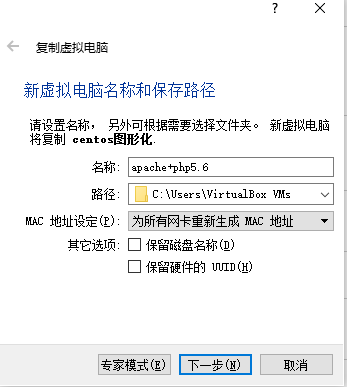 ?
复制虚拟电脑
新虚拟电脑名称和保存路径
请设置名称, 另外可根据需要选择文件夹。 新虚拟电脑
将复制 centos图形化.
名称: apache+php5.6
路径: C:\Users\VirtualBox VMs
MAC 地址设定(P): 为所有网卡重新生成 MAC 地址
其它选项: 保留磁盘名称(D)
保留硬件的 UUID(H)
专家模式(E) 下一步(N) 取消